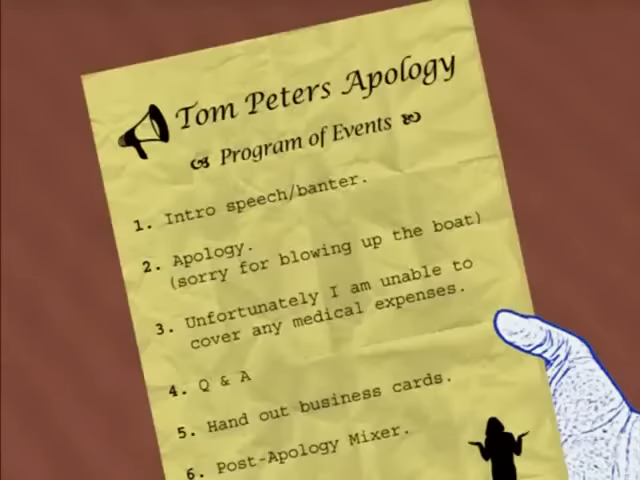 Tom Peters Apology
Program of Events
1. Intro speech/banter.
2. Apology.
(sorry for blowing up the boat)
3. Unfortunately I am unable to
cover any medical expenses.
4. Q & A
5. Hand out business cards.
6. Post-Apology Mixer.